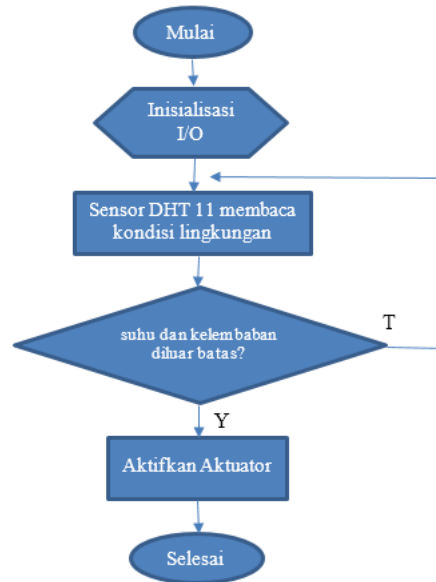 Mulai
Inisialisasi
I/O
Sensor DHT 11 membaca
kondisi lingkungan
suhu dan kelembaban
diluar batas?
T
Y
Aktifkan Aktuator
Selesai